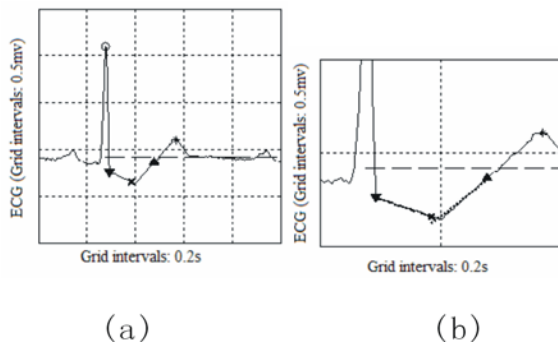 ECG (Grid intervals: 0.5mv)
Grid intervals: 0.2s
(a)
ECG (Grid intervals: 0.5mv)
Grid intervals: 0.2s
(b)